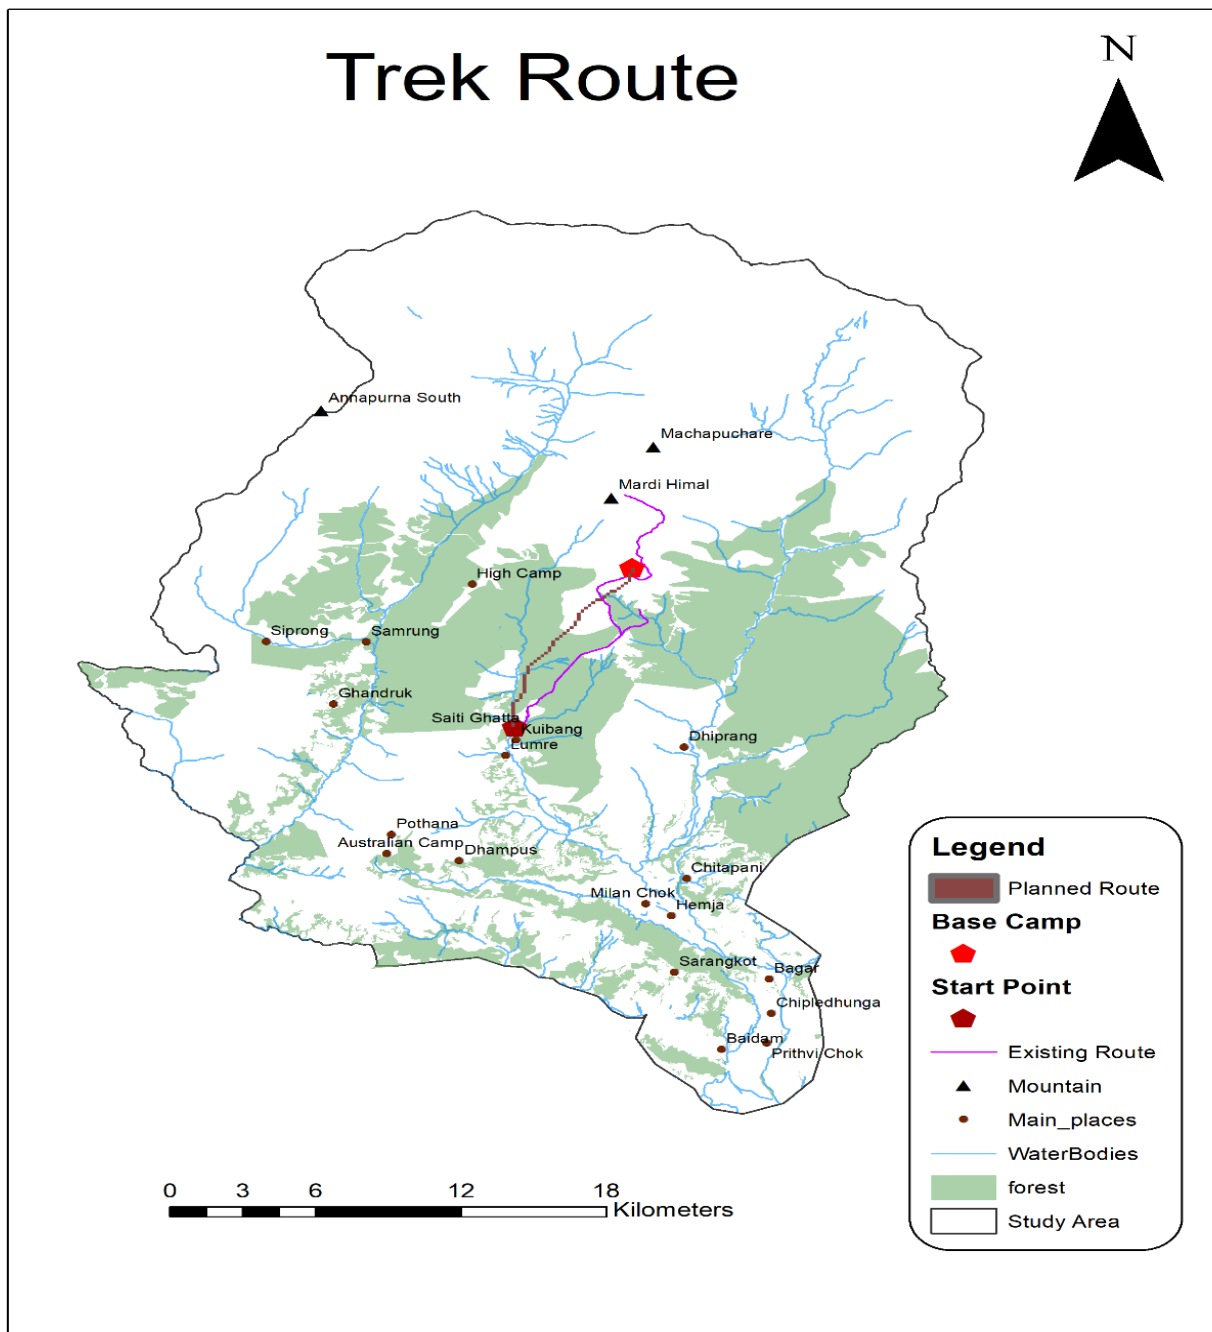 Trek Route
N
Annapurna South
Machapuchare
Mardi Himal
High Camp
Siprong
Samrung
Ghandruk
Saiti Ghatta
Kuibang
Lumre
Dhiprang
Pothana
Australian Camp
Dhampus
Chitapani
Milan Chok
Hemja
Sarangkot
Bagar
Chipledhunga
Baidam
Prithvi Chok
Legend
Planned Route
Base Camp
Start Point
Existing Route
Mountain
Main_places
WaterBodies
forest
Study Area
0 3 6 12 18
Kilometers